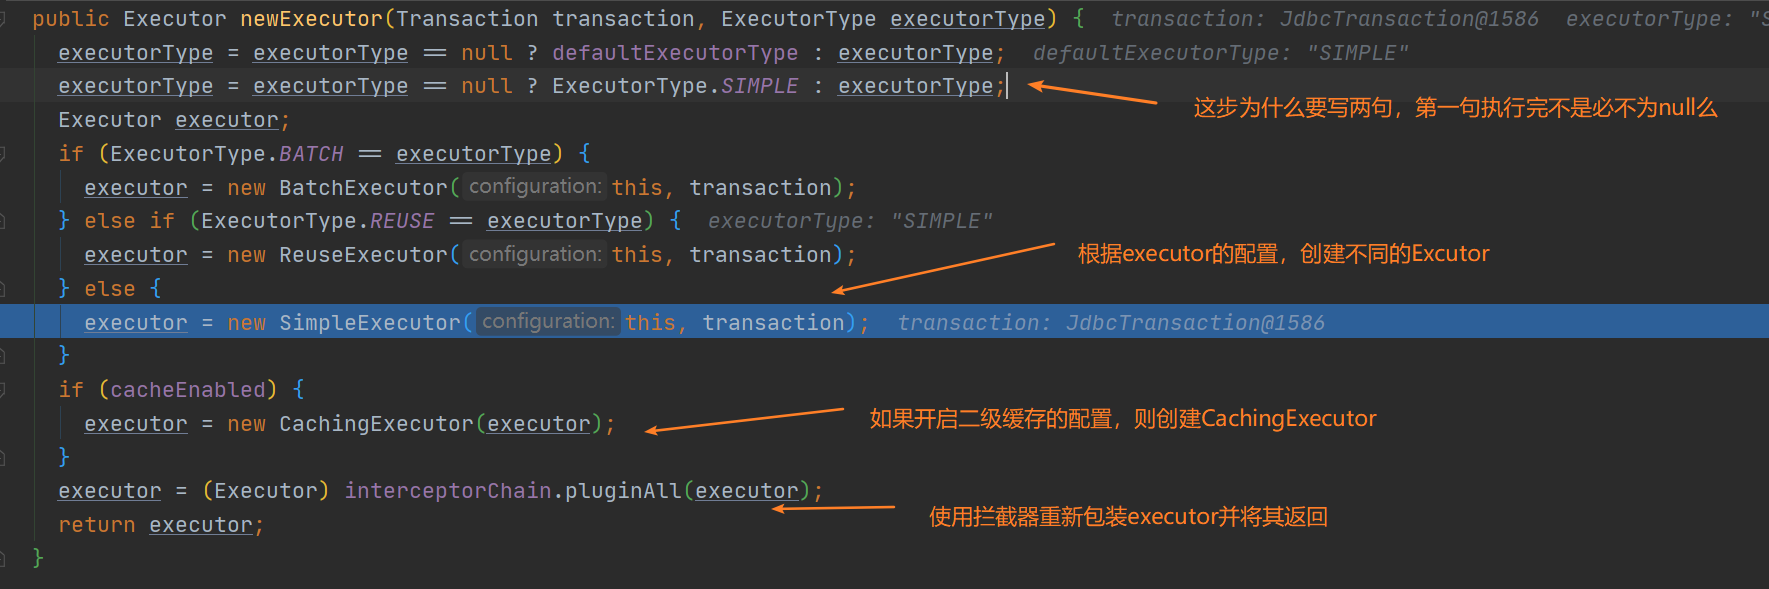 public Executor newExecutor(Transaction transaction, ExecutorType executorType) {  transaction: JdbcTransaction@1586  executorType: "S
executorType = executorType == null ? defaultExecutorType : executorType;  defaultExecutorType: "SIMPLE"
executorType = executorType == null ? ExecutorType.SIMPLE : executorType;
这步为什么要写两句，第一句执行完不是必不为null么
Executor executor;
if (ExecutorType.BATCH == executorType) {
executor = new BatchExecutor( configuration: this, transaction);
} else if (ExecutorType.REUSE == executorType) {  executorType: "SIMPLE"
executor = new ReuseExecutor( configuration: this, transaction);
根据executor的配置，创建不同的Excutor
} else {
executor = new SimpleExecutor( configuration: this, transaction);  transaction: JdbcTransaction@1586
}
if (cacheEnabled) {
executor = new CachingExecutor(executor);
如果开启二级缓存的配置，则创建CachingExecutor
}
executor = (Executor) interceptorChain.pluginAll(executor);
使用拦截器重新包装executor并将其返回
return executor;
}